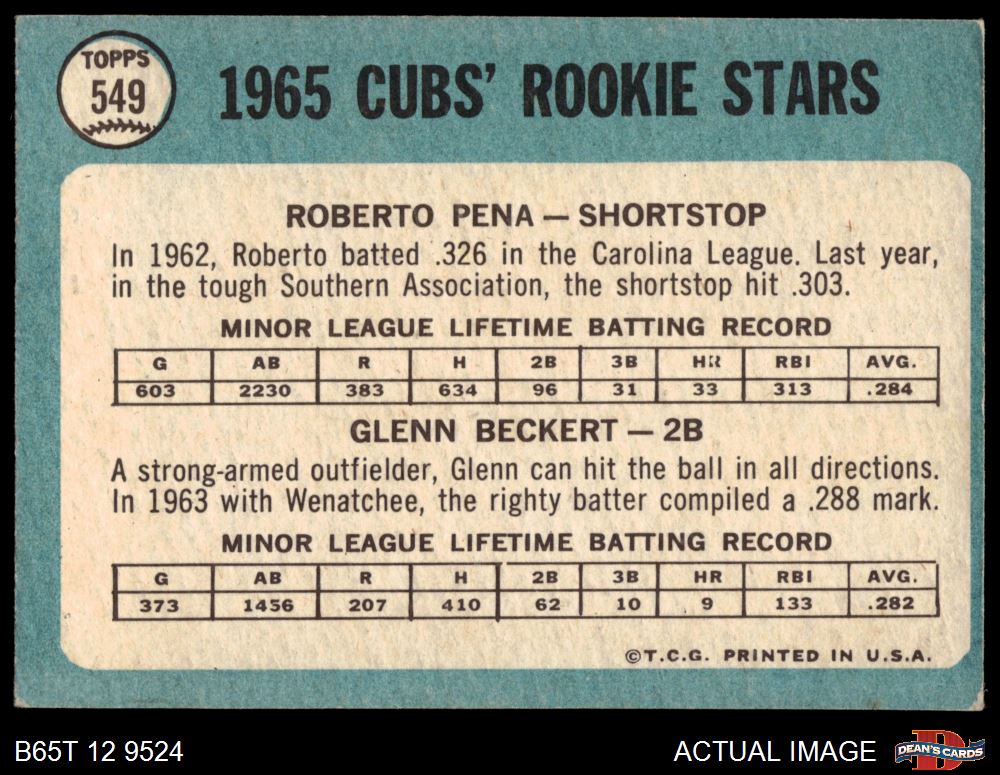 TOPPS
549
1965 CUBS' ROOKIE STARS
ROBERTO PENA — SHORTSTOP
In 1962, Roberto batted .326 in the Carolina League. Last year,
in the tough Southern Association, the shortstop hit .303.
MINOR LEAGUE LIFETIME BATTING RECORD
G AB R H 2B 3B HR RBI AVG.
603 2230 383 634 96 31 33 313 .284
GLENN BECKERT — 2B
A strong-armed outfielder, Glenn can hit the ball in all directions.
In 1963 with Wenatchee, the righty batter compiled a .288 mark.
MINOR LEAGUE LIFETIME BATTING RECORD
G AB R H 2B 3B HR RBI AVG.
373 1456 207 410 62 10 9 133 .282
©T.C.G. PRINTED IN U.S.A.
B65T 12 9524
ACTUAL IMAGE
D
DEAN'S CARDS